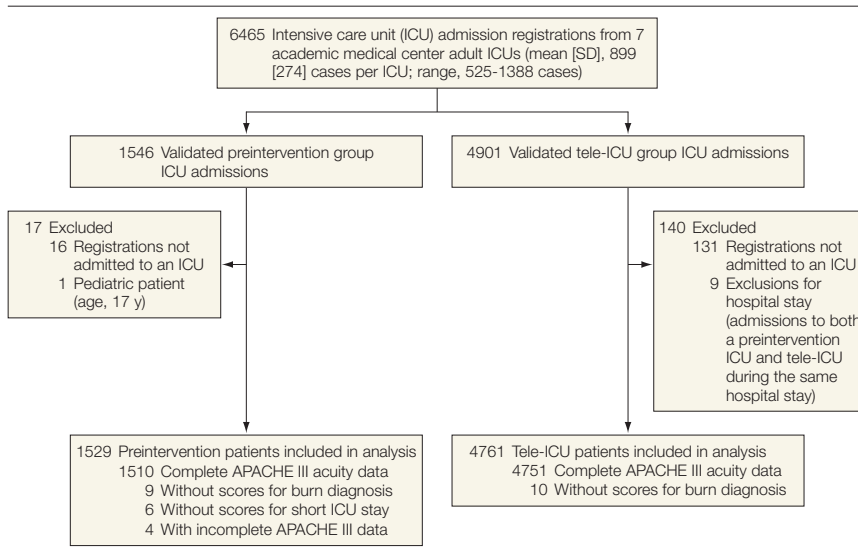 6465 Intensive care unit (ICU) admission registrations from 7
academic medical center adult ICUs (mean [SD], 899
[274] cases per ICU; range, 525-1388 cases)
1546 Validated preintervention group
ICU admissions
4901 Validated tele-ICU group ICU admissions
17 Excluded
16 Registrations not
admitted to an ICU
1 Pediatric patient
(age, 17 y)
140 Excluded
131 Registrations not
admitted to an ICU
9 Exclusions for
hospital stay
(admissions to both
a preintervention
ICU and tele-ICU
during the same
hospital stay)
1529 Preintervention patients included in analysis
1510 Complete APACHE III acuity data
9 Without scores for burn diagnosis
6 Without scores for short ICU stay
4 With incomplete APACHE III data
4761 Tele-ICU patients included in analysis
4751 Complete APACHE III acuity data
10 Without scores for burn diagnosis